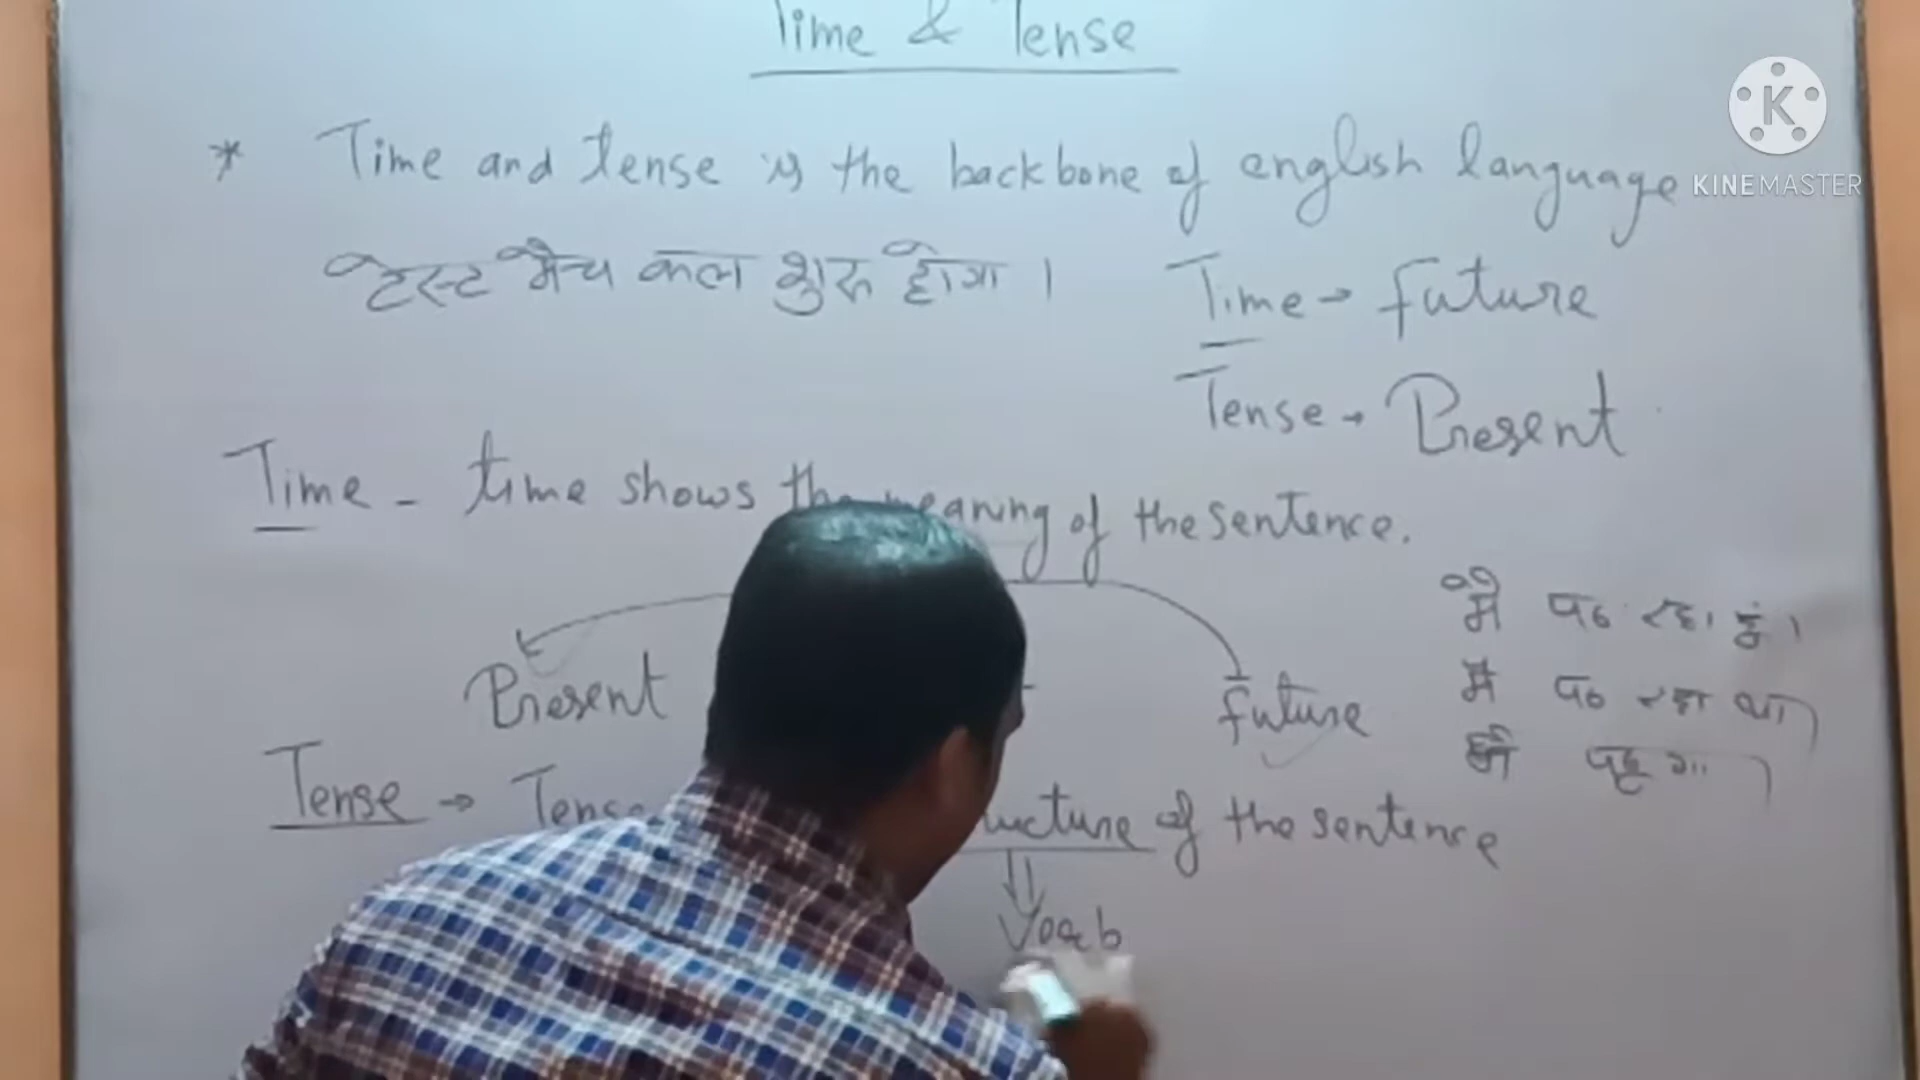 Time & Tense
* Time and tense is the backbone of english language
टेस्ट मैच कल शुरू होगा ।
Time → future
Tense → Present
Time - time shows the meaning of the sentence.
Present
future
मैं पढ़ रहा हूं।
मैं पढ़ रहा था
मैं पढूगा
Tense → Tense
ucture of the sentence
Verb
K
KINEMASTER